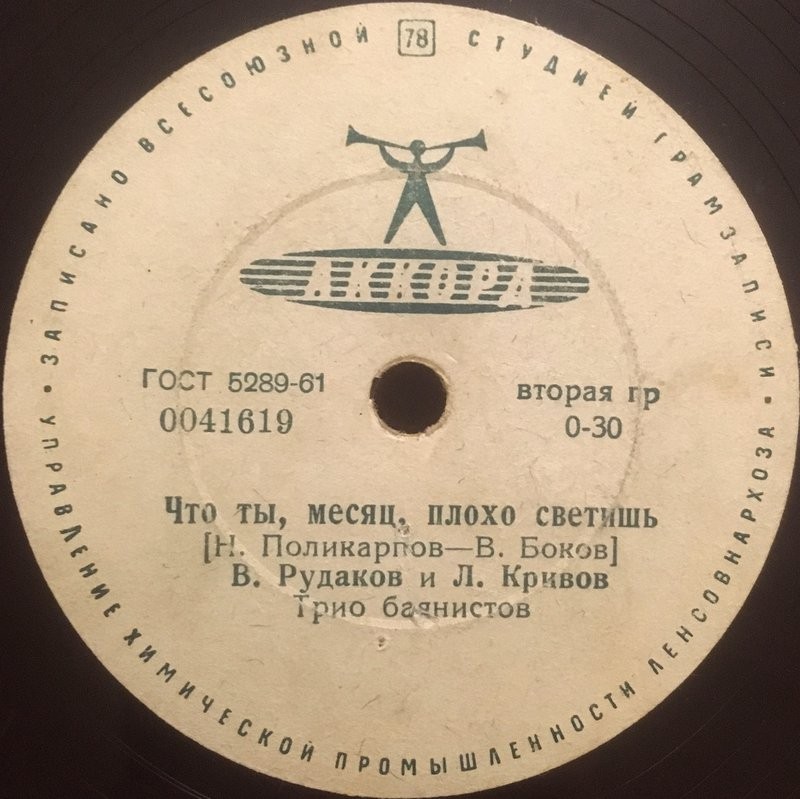 ЗАПИСАНО ВСЕСОЮЗНОЙ 78 СТУДИЕЙ ГРАМЗАПИСИ
АККОРД
ГОСТ 5289-61
0041619
вторая гр
0-30
Что ты, месяц, плохо светишь
[Н. Поликарпов—В. Боков]
В. Рудаков и Л. Кривов
Трио баянистов
УПРАВЛЕНИЕ ХИМИЧЕСКОЙ ПРОМЫШЛЕННОСТИ ЛЕНСОВНАРХОЗА